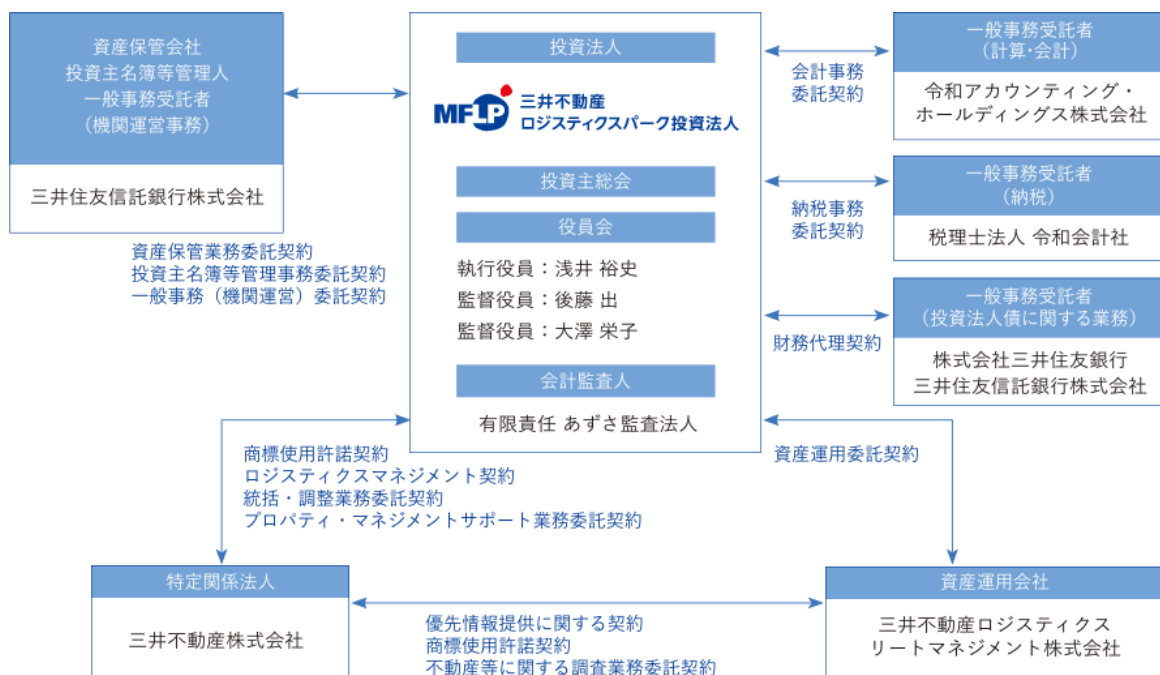 資産保管会社
投資主名簿等管理人
一般事務受託者
(機関運営事務)
三井住友信託銀行株式会社
資産保管業務委託契約
投資主名簿等管理事務委託契約
一般事務（機関運営）委託契約
投資法人
MFLP
三井不動産
ロジスティクスパーク投資法人
投資主総会
役員会
執行役員：浅井 裕史
監督役員：後藤 出
監督役員：大澤 栄子
会計監査人
有限責任 あずさ監査法人
会計事務
委託契約
一般事務受託者
(計算・会計)
令和アカウンティング・
ホールディングス株式会社
納税事務
委託契約
一般事務受託者
(納税)
税理士法人 令和会計社
財務代理契約
一般事務受託者
(投資法人債に関する業務)
株式会社三井住友銀行
三井住友信託銀行株式会社
商標使用許諾契約
ロジスティクスマネジメント契約
統括・調整業務委託契約
プロパティ・マネジメントサポート業務委託契約
資産運用委託契約
特定関係法人
三井不動産株式会社
優先情報提供に関する契約
商標使用許諾契約
不動産等に関する調査業務委託契約
資産運用会社
三井不動産ロジスティクス
リートマネジメント株式会社